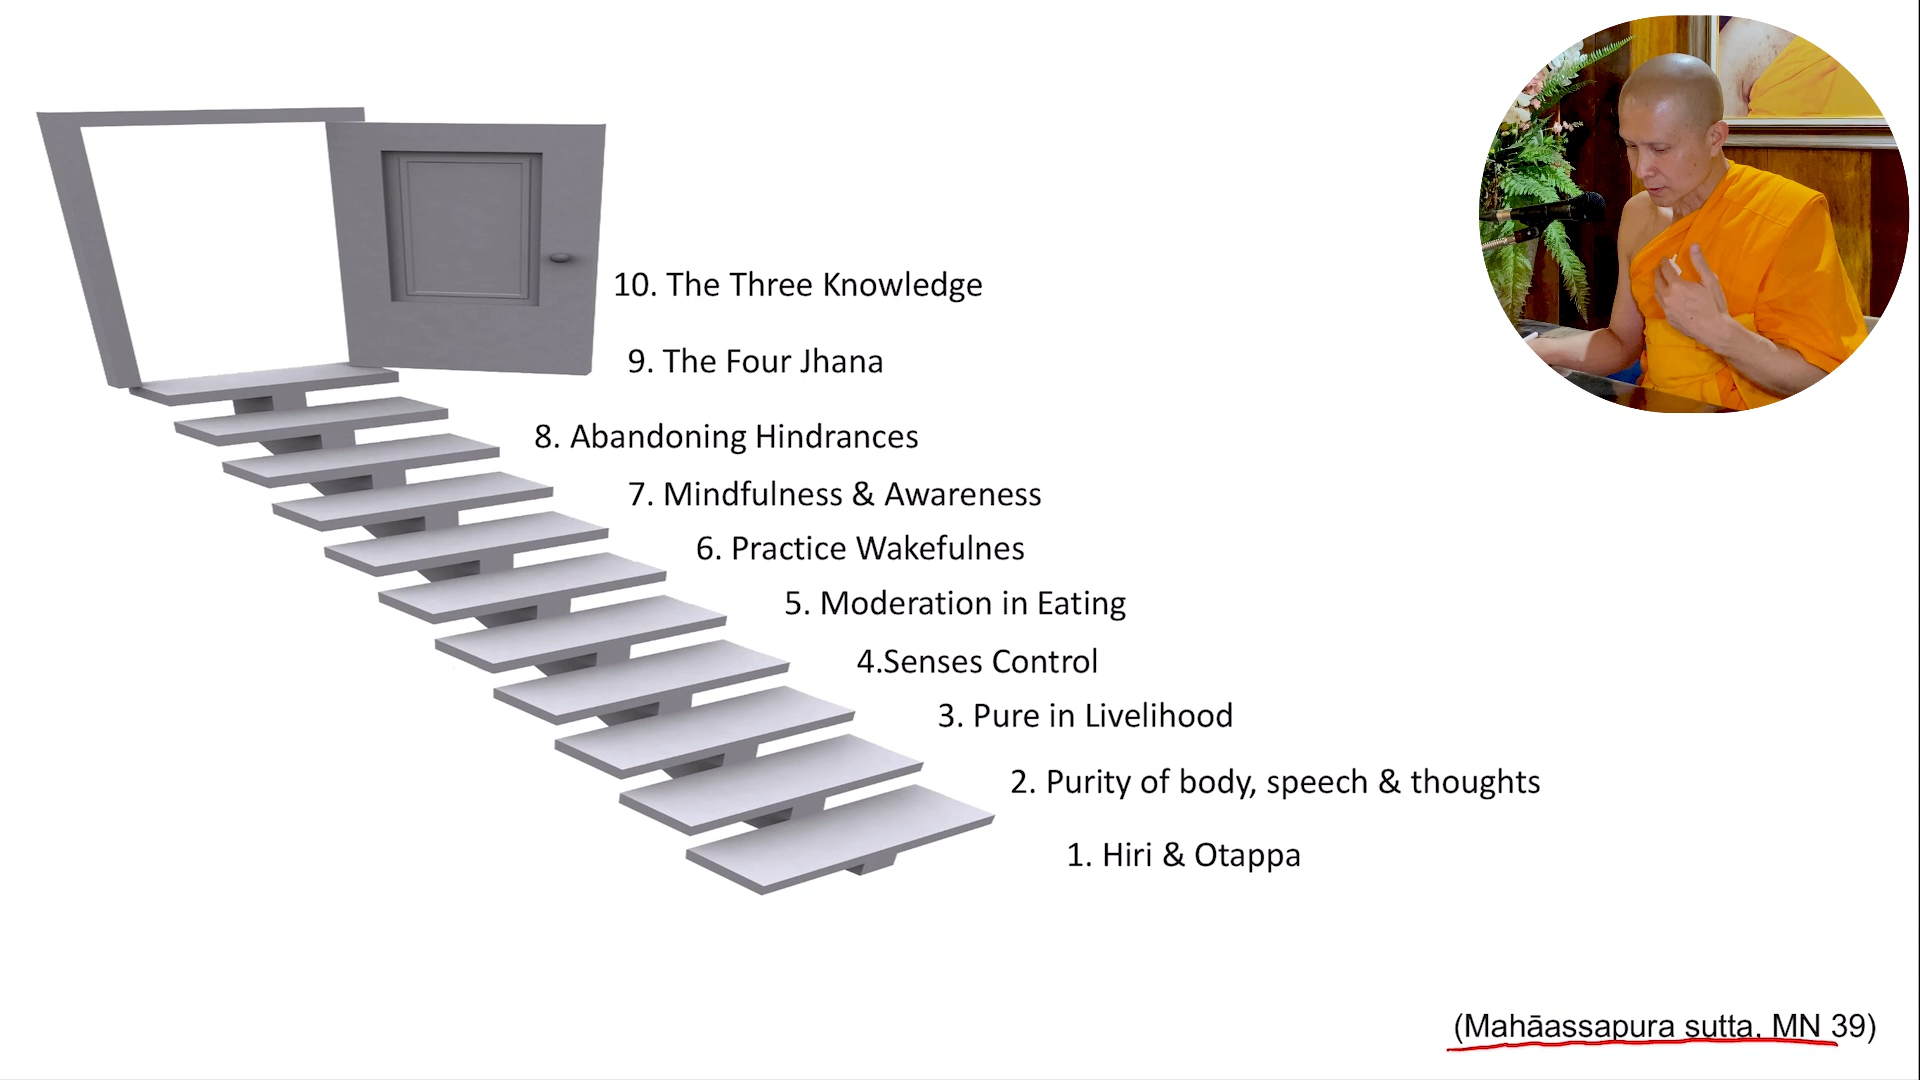 10. The Three Knowledge
9. The Four Jhana
8. Abandoning Hindrances
7. Mindfulness & Awareness
6. Practice Wakefulnes
5. Moderation in Eating
4.Senses Control
3. Pure in Livelihood
2. Purity of body, speech & thoughts
1. Hiri & Otappa
(Mahāassapura sutta, MN 39)